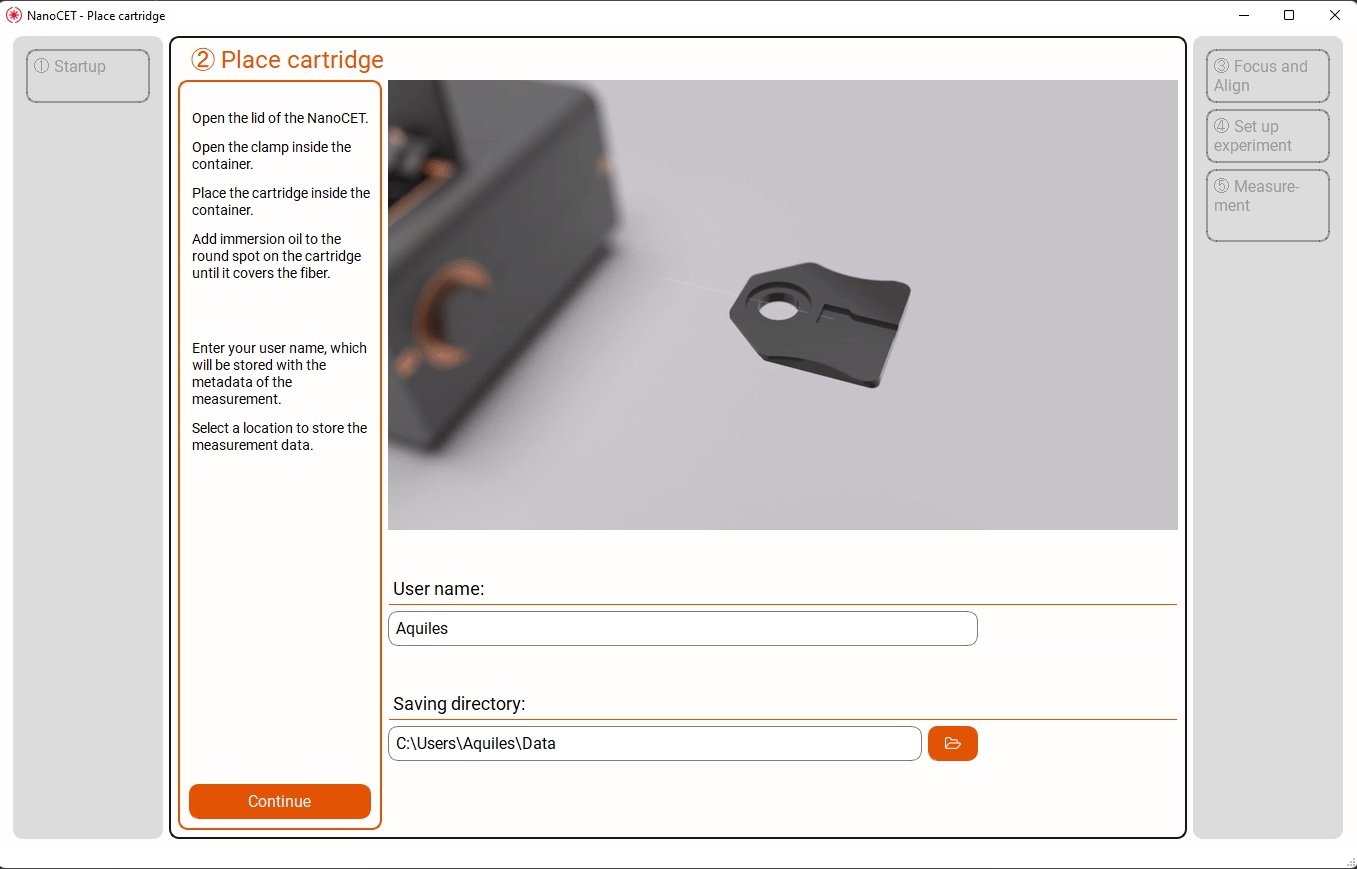 NanoCET - Place cartridge
① Startup
② Place cartridge
Open the lid of the NanoCET.
Open the clamp inside the
container.
Place the cartridge inside the
container.
Add immersion oil to the
round spot on the cartridge
until it covers the fiber.
Enter your user name, which
will be stored with the
metadata of the
measurement.
Select a location to store the
measurement data.
Continue
User name:
Aquiles
Saving directory:
C:\Users\Aquiles\Data
③ Focus and
Align
④ Set up
experiment
⑤ Measure-
ment